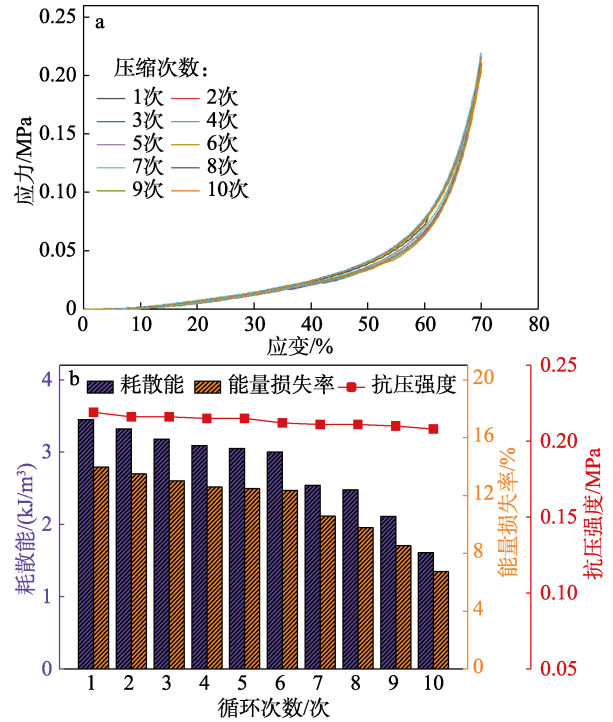 a
0.25
0.20
0.15
0.10
0.05
0
应力/MPa
压缩次数：
1次 2次
3次 4次
5次 6次
7次 8次
9次 10次
0 10 20 30 40 50 60 70 80
应变/%
b
耗散能 能量损失率 抗压强度
4
3
2
1
0
耗散能/(kJ/m³)
20
16
12
8
4
0
能量损失率/%
0.25
0.20
0.15
0.10
0.05
抗压强度/MPa
1 2 3 4 5 6 7 8 9 10
循环次数/次